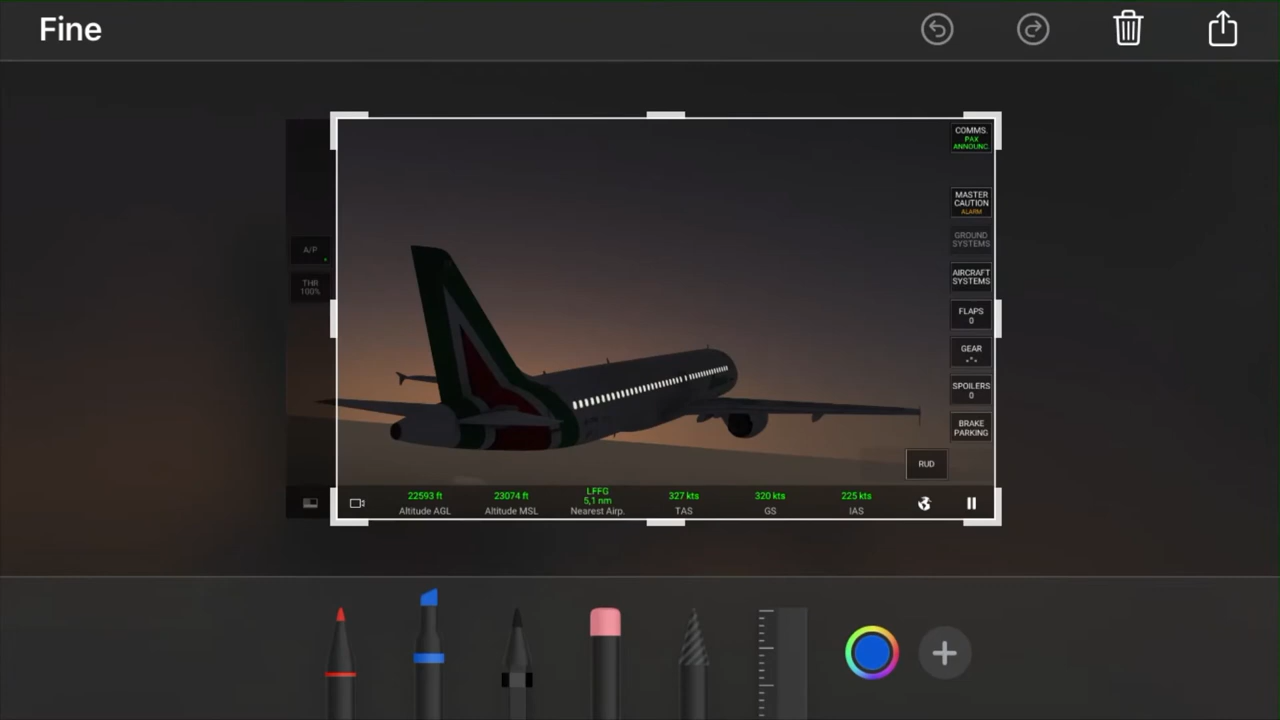 Fine
COMMS.
PAX
ANNOUNC
MASTER
CAUTION
ALARM
GROUND
SYSTEMS
A/P
AIRCRAFT
SYSTEMS
THR
100%
FLAPS
0
GEAR
SPOILERS
0
BRAKE
PARKING
RUD
22593 ft
Altitude AGL
23074 ft
Altitude MSL
LFFG
5,1 nm
Nearest Airp.
327 kts
TAS
320 kts
GS
225 kts
IAS